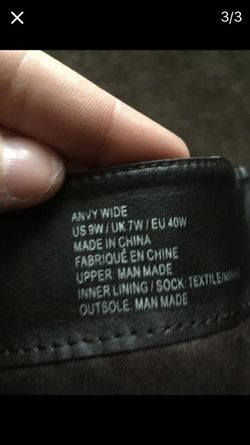 3/3
ANVY WIDE
US 9W / UK 7W / EU 40W
MADE IN CHINA
FABRIQUÉ EN CHINE
UPPER: MAN MADE
INNER LINING / SOCK: TEXTILE/MAN
OUTSOLE: MAN MADE